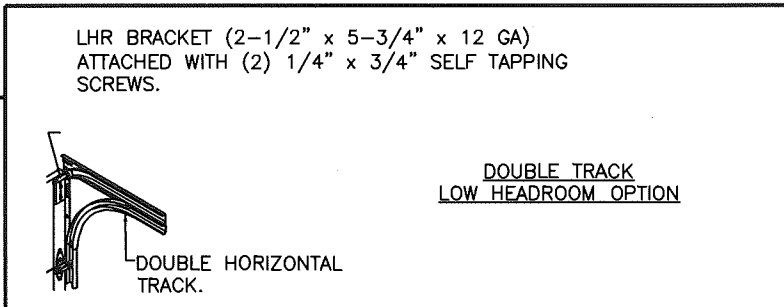 LHR BRACKET (2-1/2" x 5-3/4" x 12 GA)
ATTACHED WITH (2) 1/4" x 3/4" SELF TAPPING
SCREWS.
DOUBLE TRACK
LOW HEADROOM OPTION
DOUBLE HORIZONTAL
TRACK.